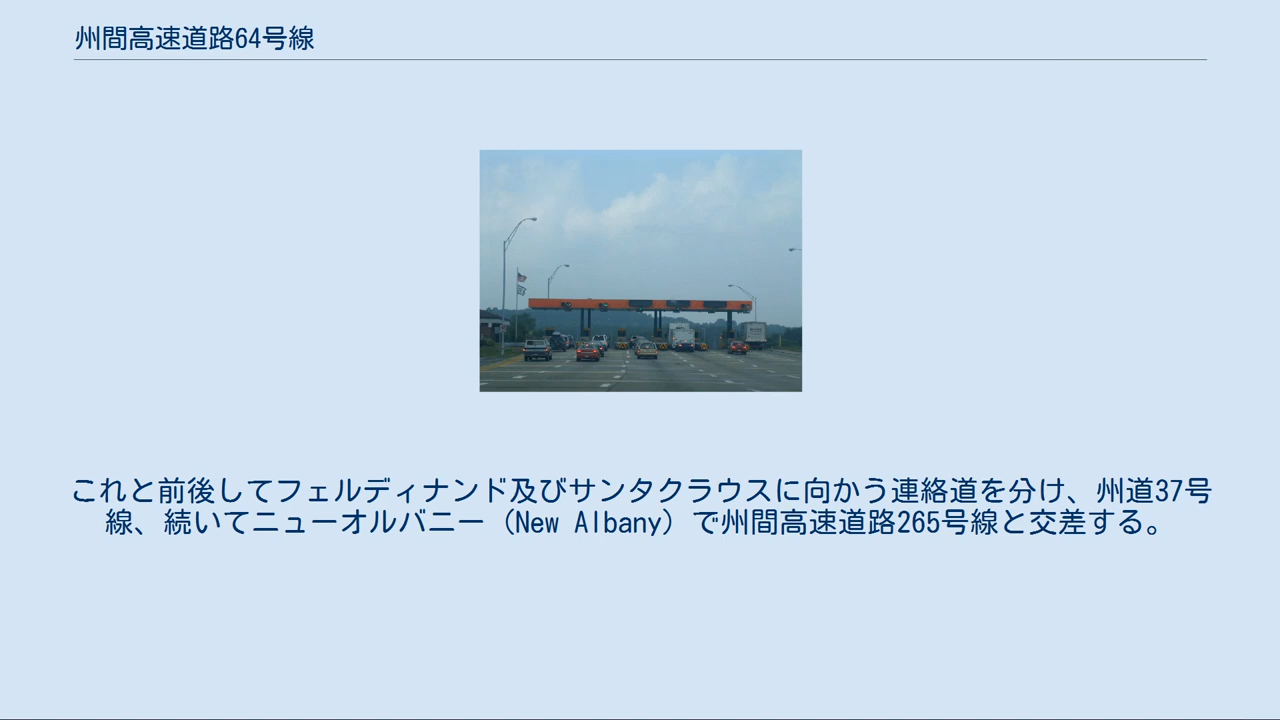 州間高速道路64号線
これと前後してフェルディナンド及びサンタクラウスに向かう連絡道を分け、州道37号
線、続いてニューオルバニー（New Albany）で州間高速道路265号線と交差する。